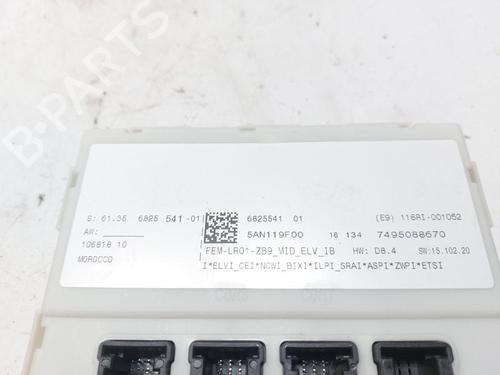 B-PARTS
S: 61.35 6825 541-01
6825541 01
(E9) 116RI-001052
AW:
5AN119F00 16 134 7495088670
106818 10
FEM-LR01-ZB9_MID_ELV_IB HW: D8.4 SW:15.102.20
MOROCCO
I*ELVI_CEI*NCWI_BIXI*ILPI_SRAI*ASPI*ZWPI*ETSI